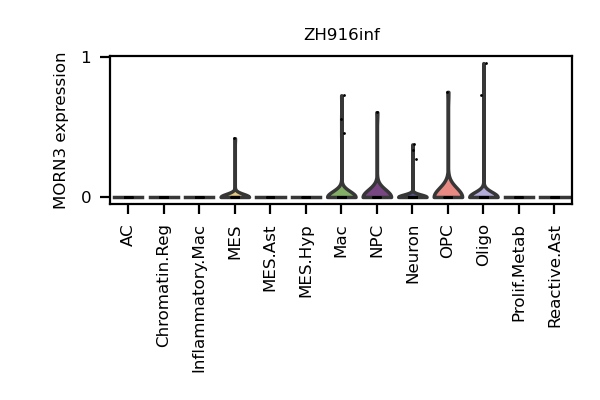 ZH916inf
MORN3 expression
1
0
AC
Chromatin.Reg
Inflammatory.Mac
MES
MES.Ast
MES.Hyp
Mac
NPC
Neuron
OPC
Oligo
Prolif.Metab
Reactive.Ast